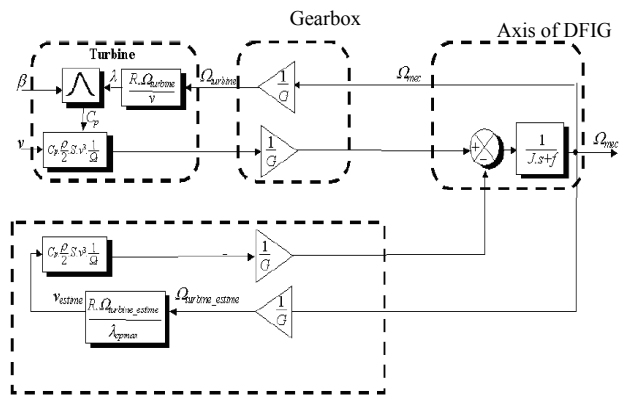 Gearbox
Axis of DFIG
Turbine
β
λ
R.Ω_turbine / v
Ω_turbine
1/G
Ω_mec
C_p
v
C_p.ρ/2.S.v³.1/Ω
1/G
+
−
1/(J.s+f)
Ω_mec
C_p.ρ/2.S.v³.1/Ω
1/G
v_estime
R.Ω_turbine_estime / λ_cpmax
Ω_turbine_estime
1/G